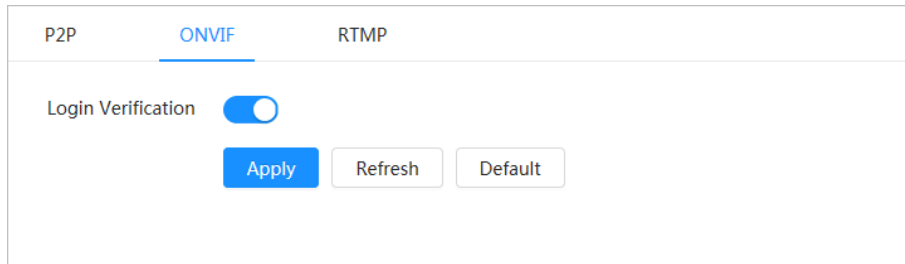 P2P ONVIF RTMP
Login Verification
Apply Refresh Default